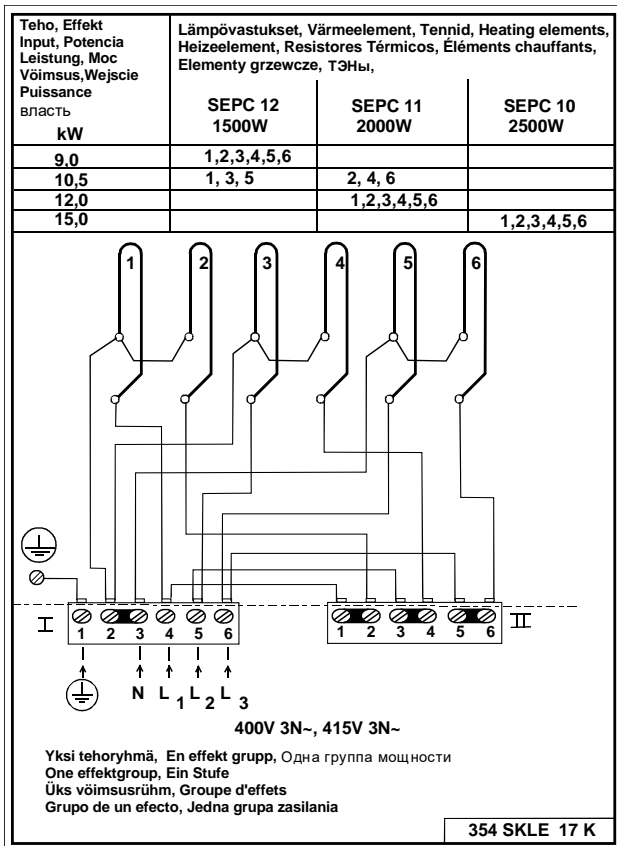 Teho, Effekt
Input, Potencia
Leistung, Moc
Vöimsus,Wejscie
Puissance
власть
kW
Lämpövastukset, Värmeelement, Tennid, Heating elements,
Heizeelement, Resistores Térmicos, Éléments chauffants,
Elementy grzewcze, ТЭНы,
SEPC 12
1500W
SEPC 11
2000W
SEPC 10
2500W
9,0 1,2,3,4,5,6
10,5 1, 3, 5 2, 4, 6
12,0 1,2,3,4,5,6
15,0 1,2,3,4,5,6
1 2 3 4 5 6
I 1 2 3 4 5 6
1 2 3 4 5 6 II
N L1 L2 L3
400V 3N~, 415V 3N~
Yksi tehoryhmä, En effekt grupp, Одна группа мощности
One effektgroup, Ein Stufe
Üks vöimsusrühm, Groupe d'effets
Grupo de un efecto, Jedna grupa zasilania
354 SKLE 17 K